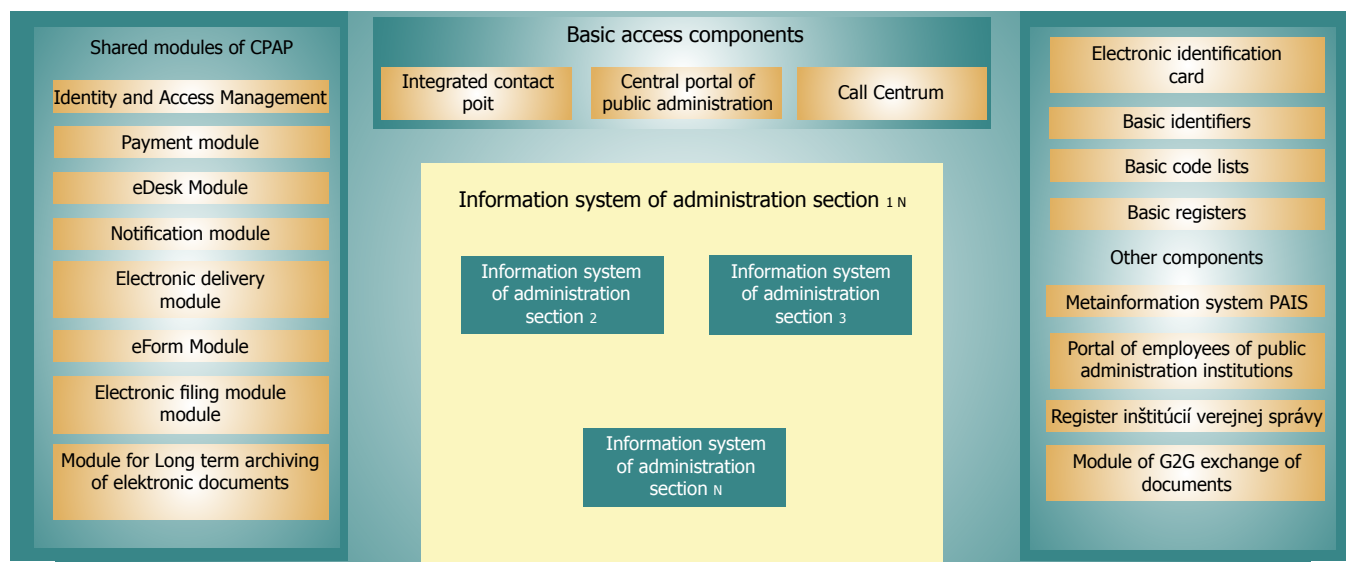 Shared modules of CPAP
Identity and Access Management
Payment module
eDesk Module
Notification module
Electronic delivery
module
eForm Module
Electronic filing module
module
Module for Long term archiving
of elektronic documents
Basic access components
Integrated contact
poit
Central portal of
public administration
Call Centrum
Information system of administration section 1 N
Information system
of administration
section 2
Information system
of administration
section 3
Information system
of administration
section N
Electronic identification
card
Basic identifiers
Basic code lists
Basic registers
Other components
Metainformation system PAIS
Portal of employees of public
administration institutions
Register inštitúcií verejnej správy
Module of G2G exchange of
documents